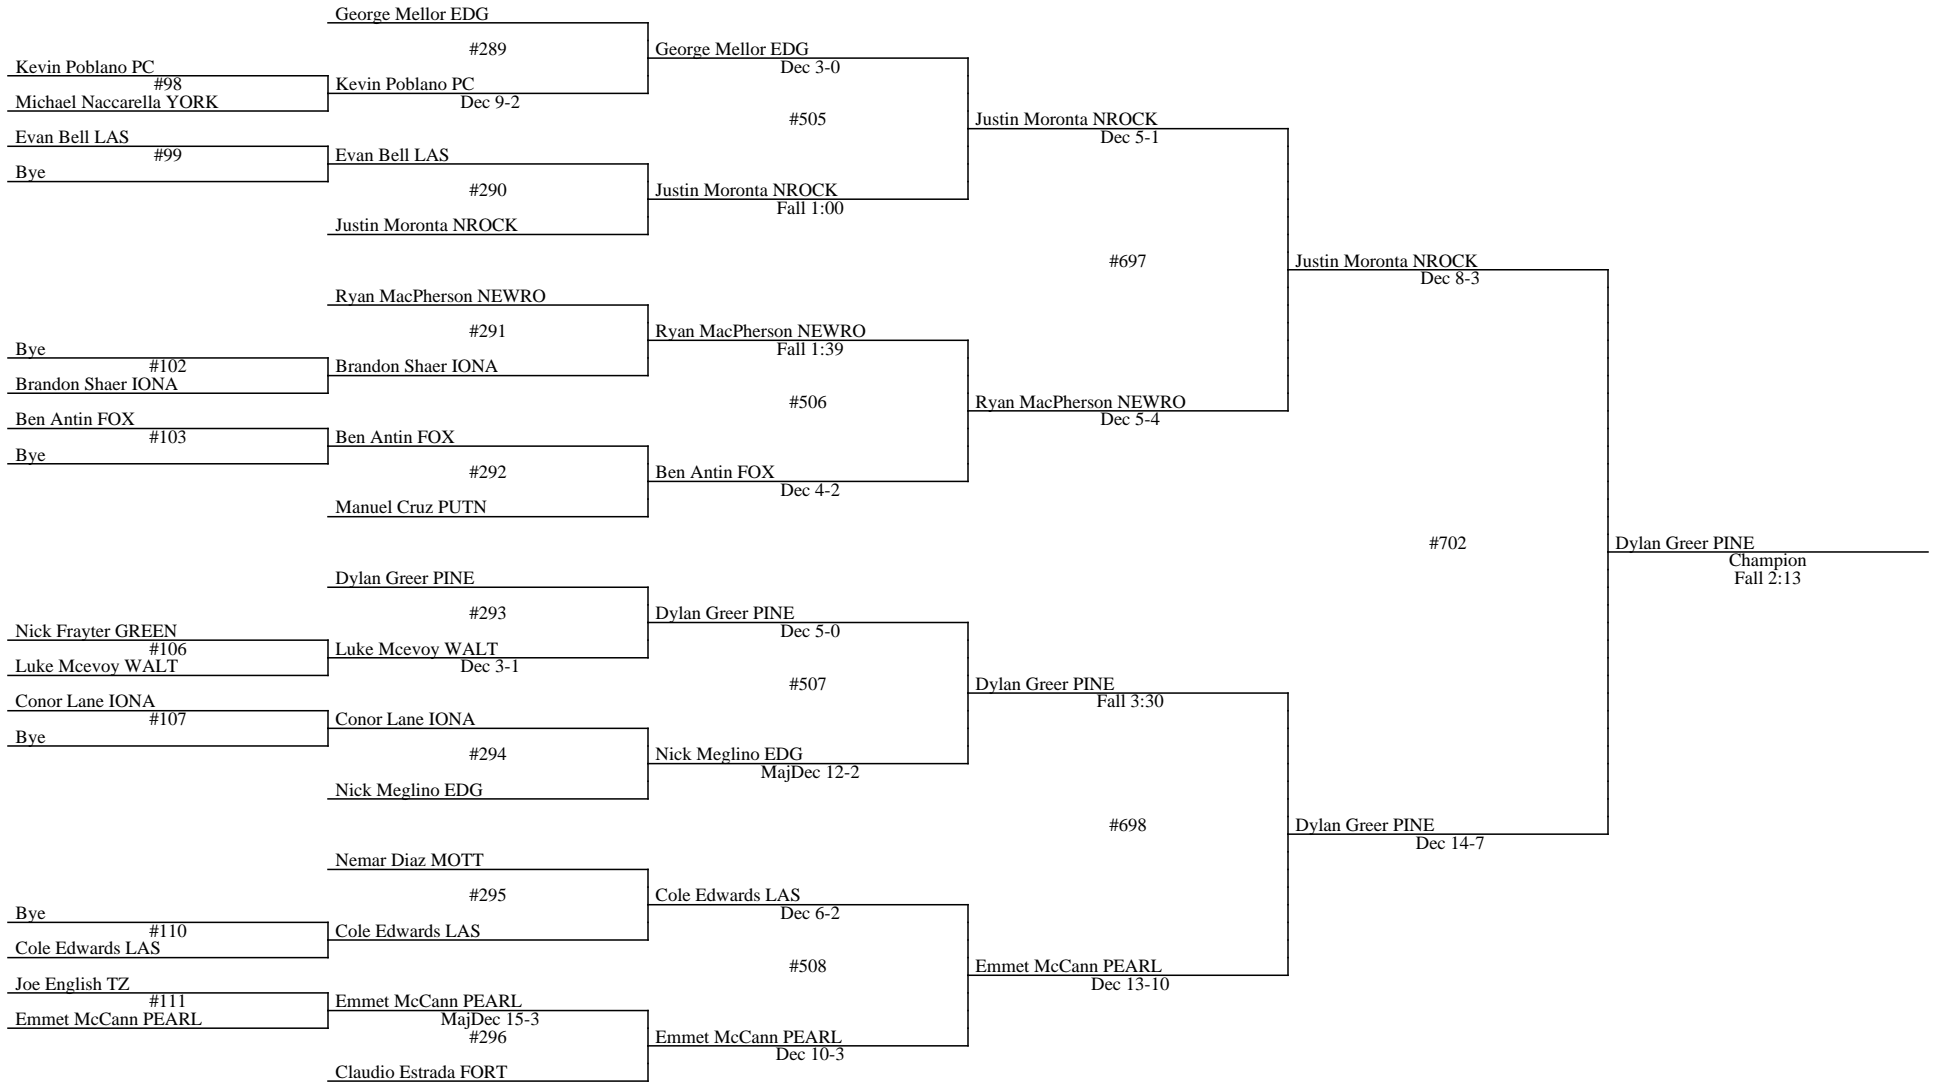 George Mellor EDG
#289
George Mellor EDG
Dec 3-0
Kevin Poblano PC
#98
Kevin Poblano PC
Dec 9-2
Michael Naccarella YORK
#505
Justin Moronta NROCK
Dec 5-1
Evan Bell LAS
#99
Evan Bell LAS
Bye
#290
Justin Moronta NROCK
Fall 1:00
Justin Moronta NROCK
#697
Justin Moronta NROCK
Dec 8-3
Ryan MacPherson NEWRO
#291
Ryan MacPherson NEWRO
Fall 1:39
Bye
#102
Brandon Shaer IONA
Brandon Shaer IONA
#506
Ryan MacPherson NEWRO
Dec 5-4
Ben Antin FOX
#103
Ben Antin FOX
Bye
#292
Ben Antin FOX
Dec 4-2
Manuel Cruz PUTN
#702
Dylan Greer PINE
Champion
Fall 2:13
Dylan Greer PINE
#293
Dylan Greer PINE
Dec 5-0
Nick Frayter GREEN
#106
Luke Mcevoy WALT
Dec 3-1
Luke Mcevoy WALT
#507
Dylan Greer PINE
Fall 3:30
Conor Lane IONA
#107
Conor Lane IONA
Bye
#294
Nick Meglino EDG
MajDec 12-2
Nick Meglino EDG
#698
Dylan Greer PINE
Dec 14-7
Nemar Diaz MOTT
#295
Cole Edwards LAS
Dec 6-2
Bye
#110
Cole Edwards LAS
Cole Edwards LAS
#508
Emmet McCann PEARL
Dec 13-10
Joe English TZ
#111
Emmet McCann PEARL
MajDec 15-3
Emmet McCann PEARL
#296
Emmet McCann PEARL
Dec 10-3
Claudio Estrada FORT